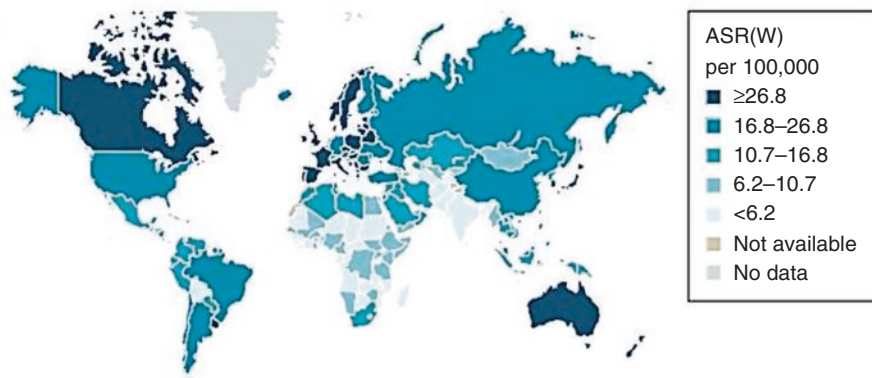 ASR(W)
per 100,000
≥26.8
16.8–26.8
10.7–16.8
6.2–10.7
<6.2
Not available
No data